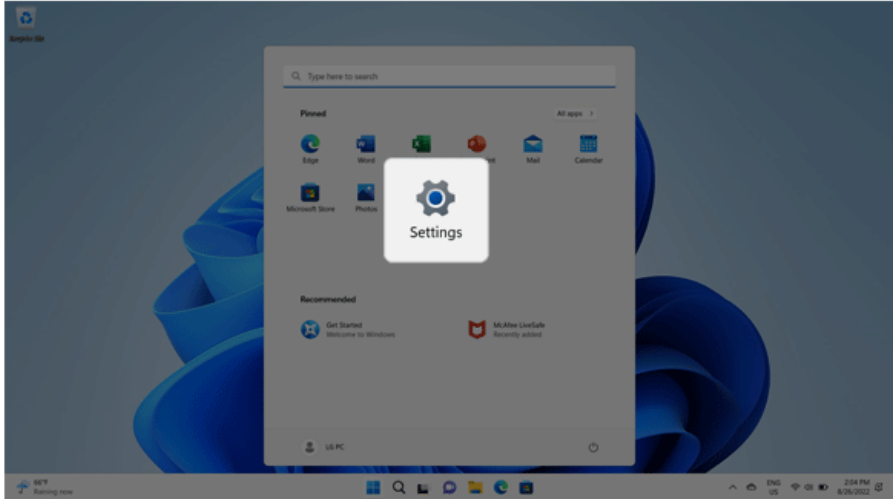 Recycle Bin
Type here to search
Pinned
All apps >
Edge
Word
Mail
Calendar
Microsoft Store
Photos
Settings
Recommended
Get Started
Welcome to Windows
McAfee LiveSafe
Recently added
LG PC
66°F
Raining now
ENG
US
2:04 PM
8/26/2022